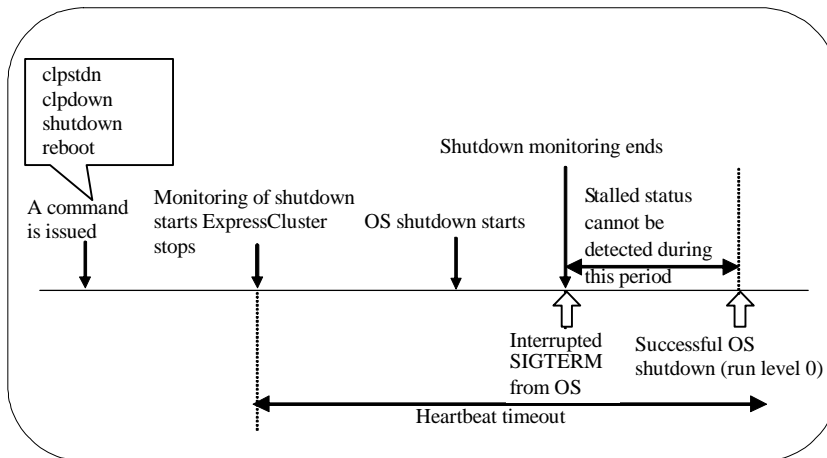 clpstdn
clpdown
shutdown
reboot
A command
is issued
Monitoring of shutdown
starts ExpressCluster
stops
OS shutdown starts
Shutdown monitoring ends
Stalled status
cannot be
detected during
this period
Interrupted
SIGTERM
from OS
Successful OS
shutdown (run level 0)
Heartbeat timeout